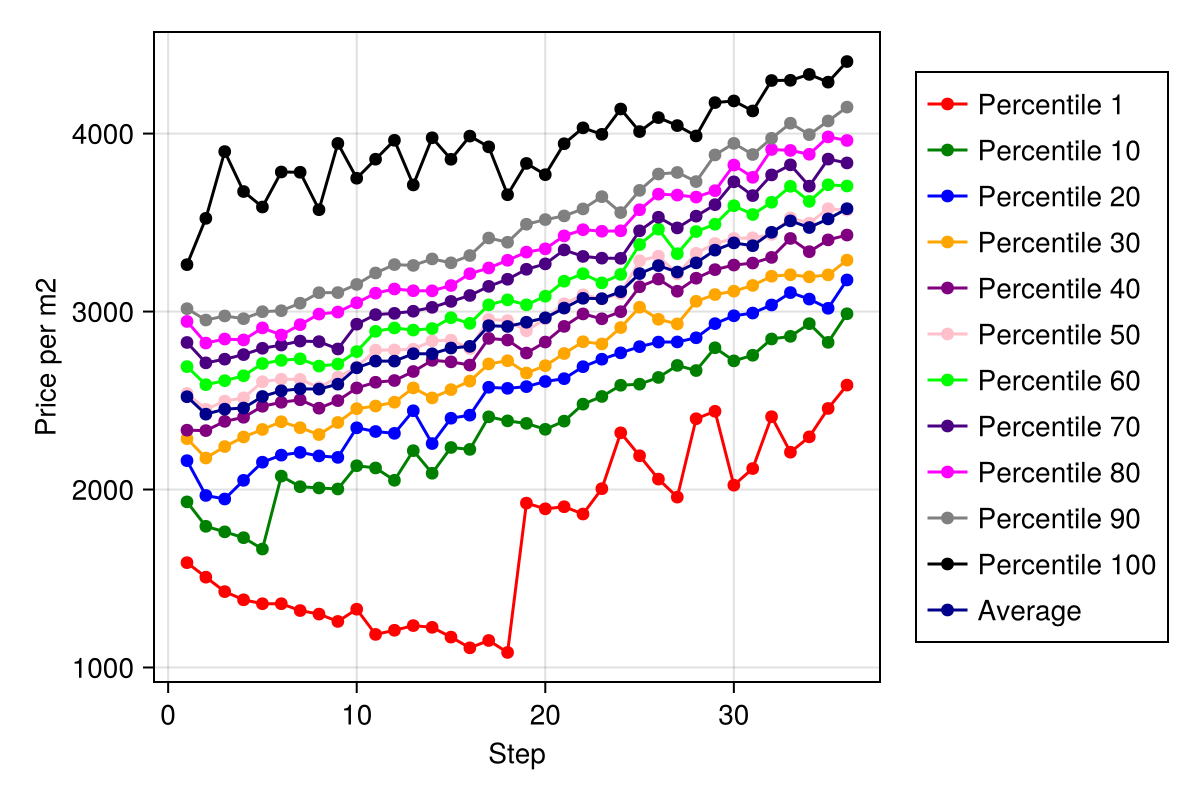 Price per m2
4000
3000
2000
1000
0
10
20
30
Step
Percentile 1
Percentile 10
Percentile 20
Percentile 30
Percentile 40
Percentile 50
Percentile 60
Percentile 70
Percentile 80
Percentile 90
Percentile 100
Average